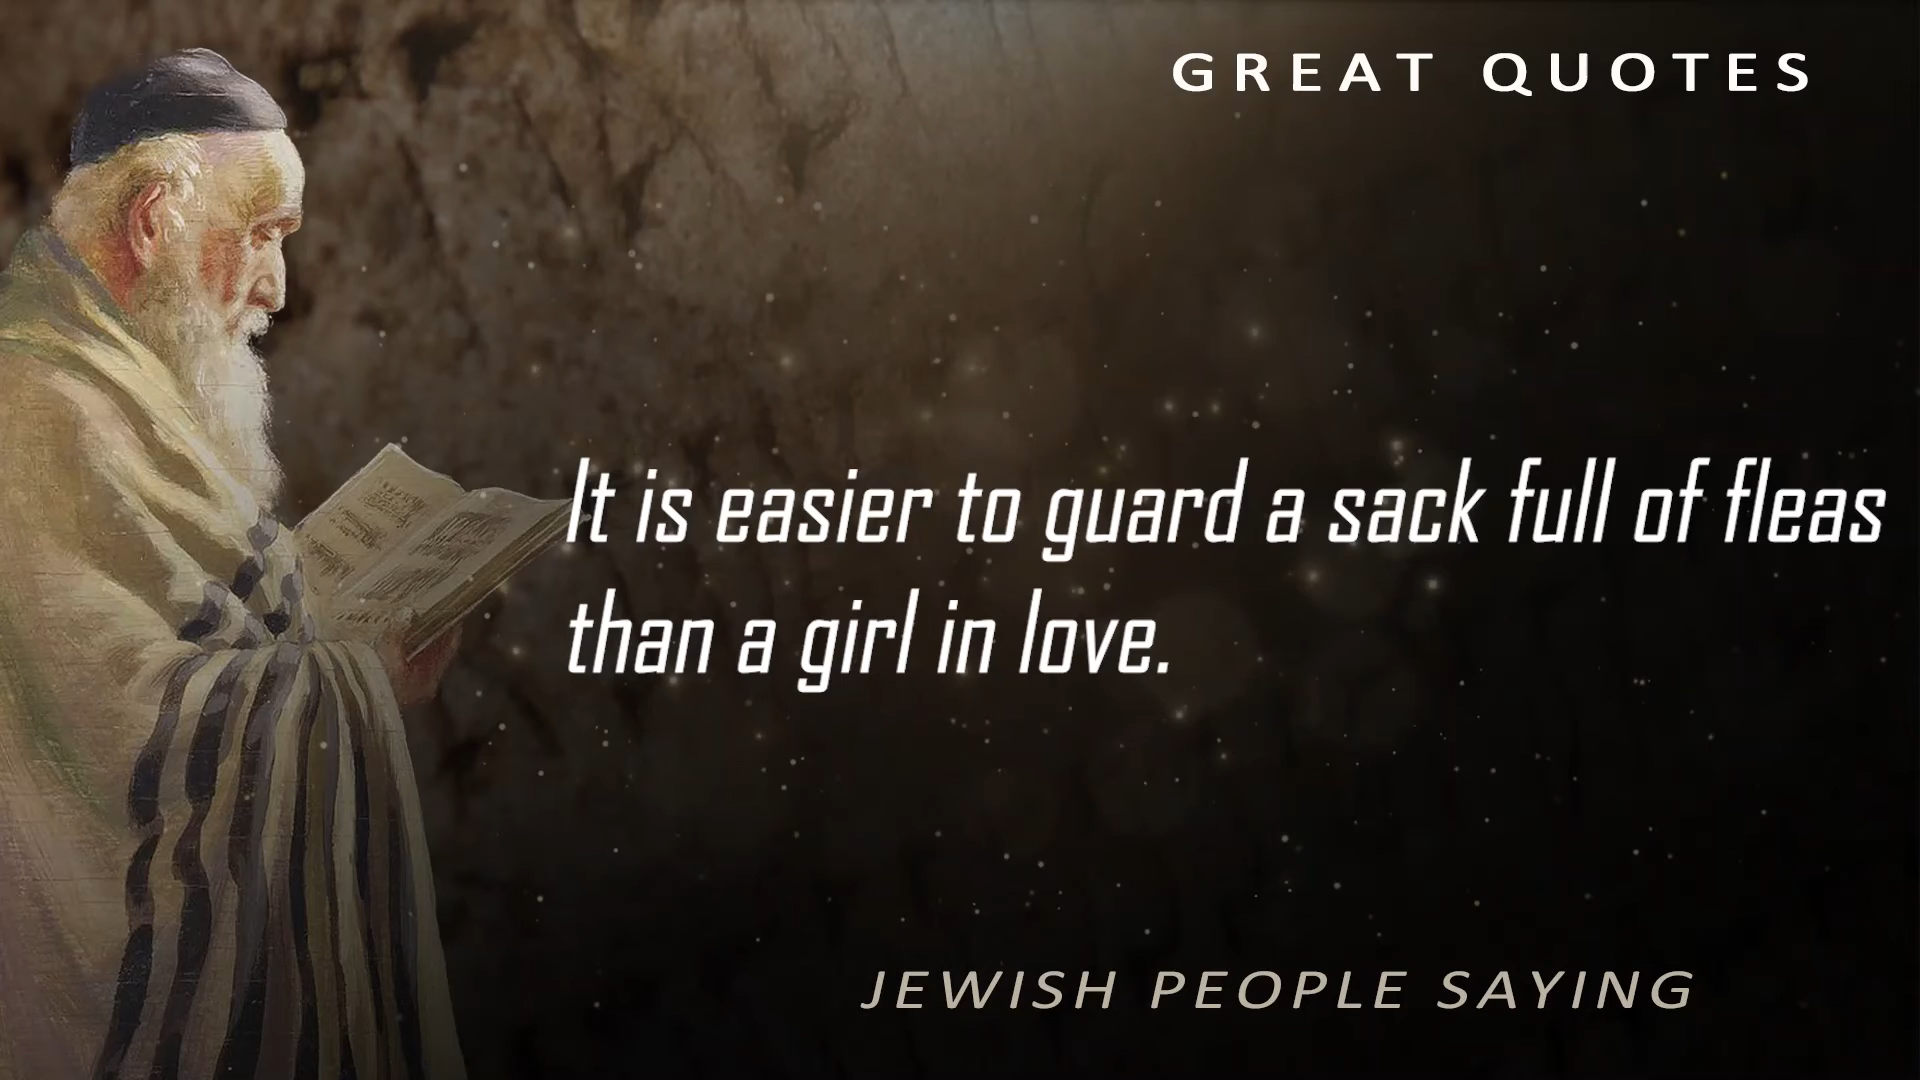 GREAT QUOTES
It is easier to guard a sack full of fleas
than a girl in love.
JEWISH PEOPLE SAYING